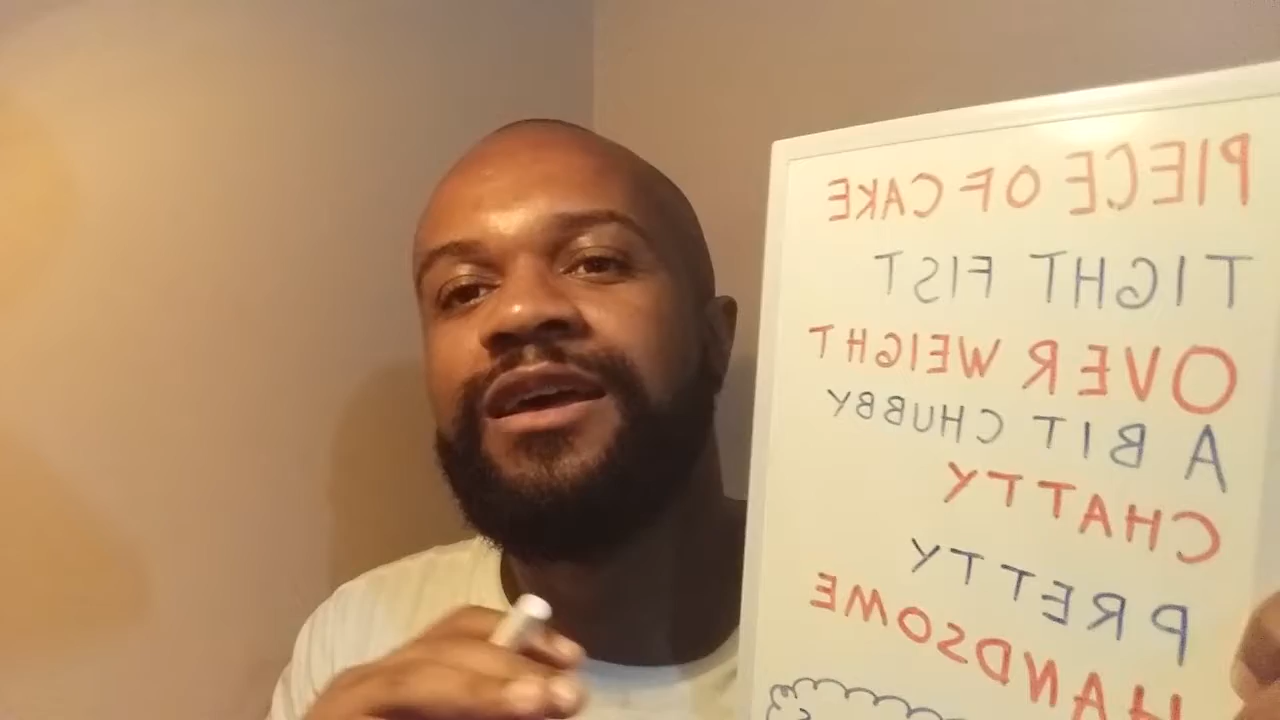 PIECE OF CAKE
TIGHT FIST
OVER WEIGHT
A BIT CHUBBY
CHATTY
PRETTY
HANDSOME